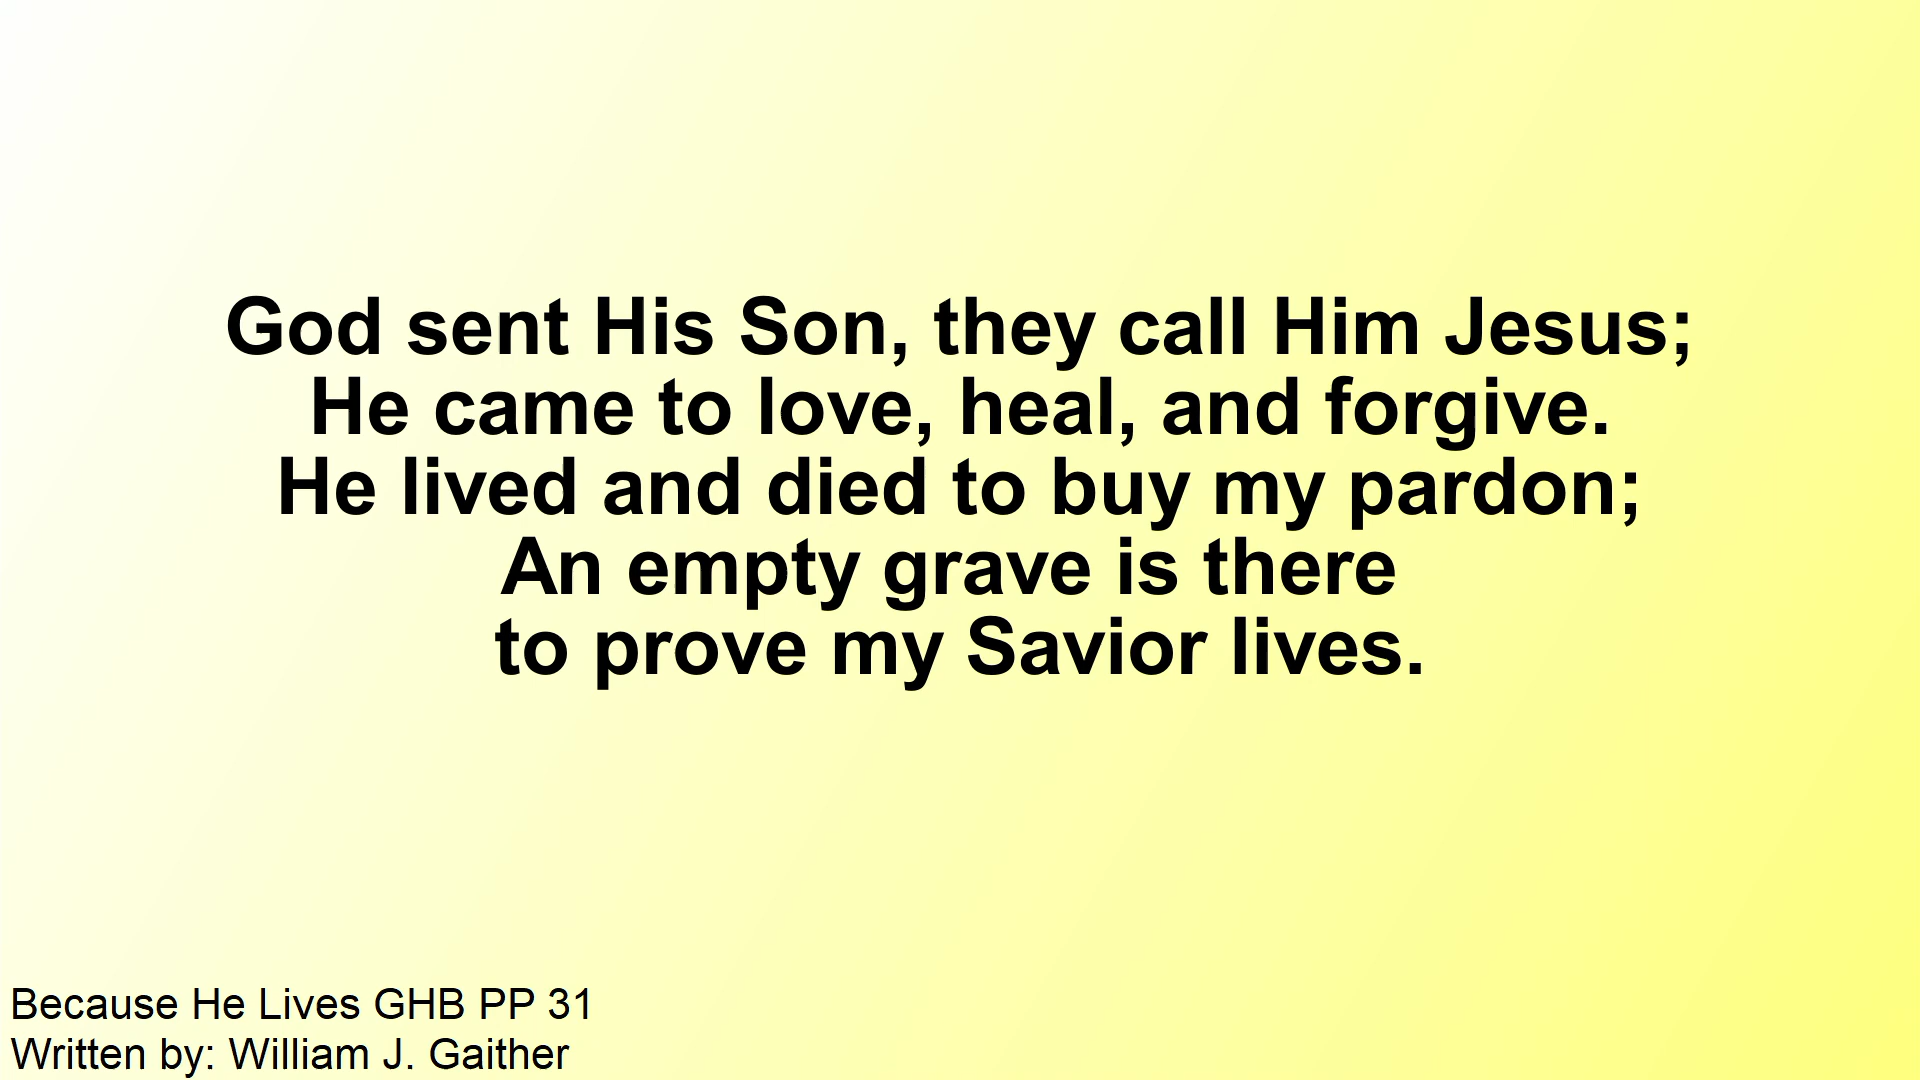 God sent His Son, they call Him Jesus;
He came to love, heal, and forgive.
He lived and died to buy my pardon;
An empty grave is there
to prove my Savior lives.
Because He Lives GHB PP 31
Written by: William J. Gaither